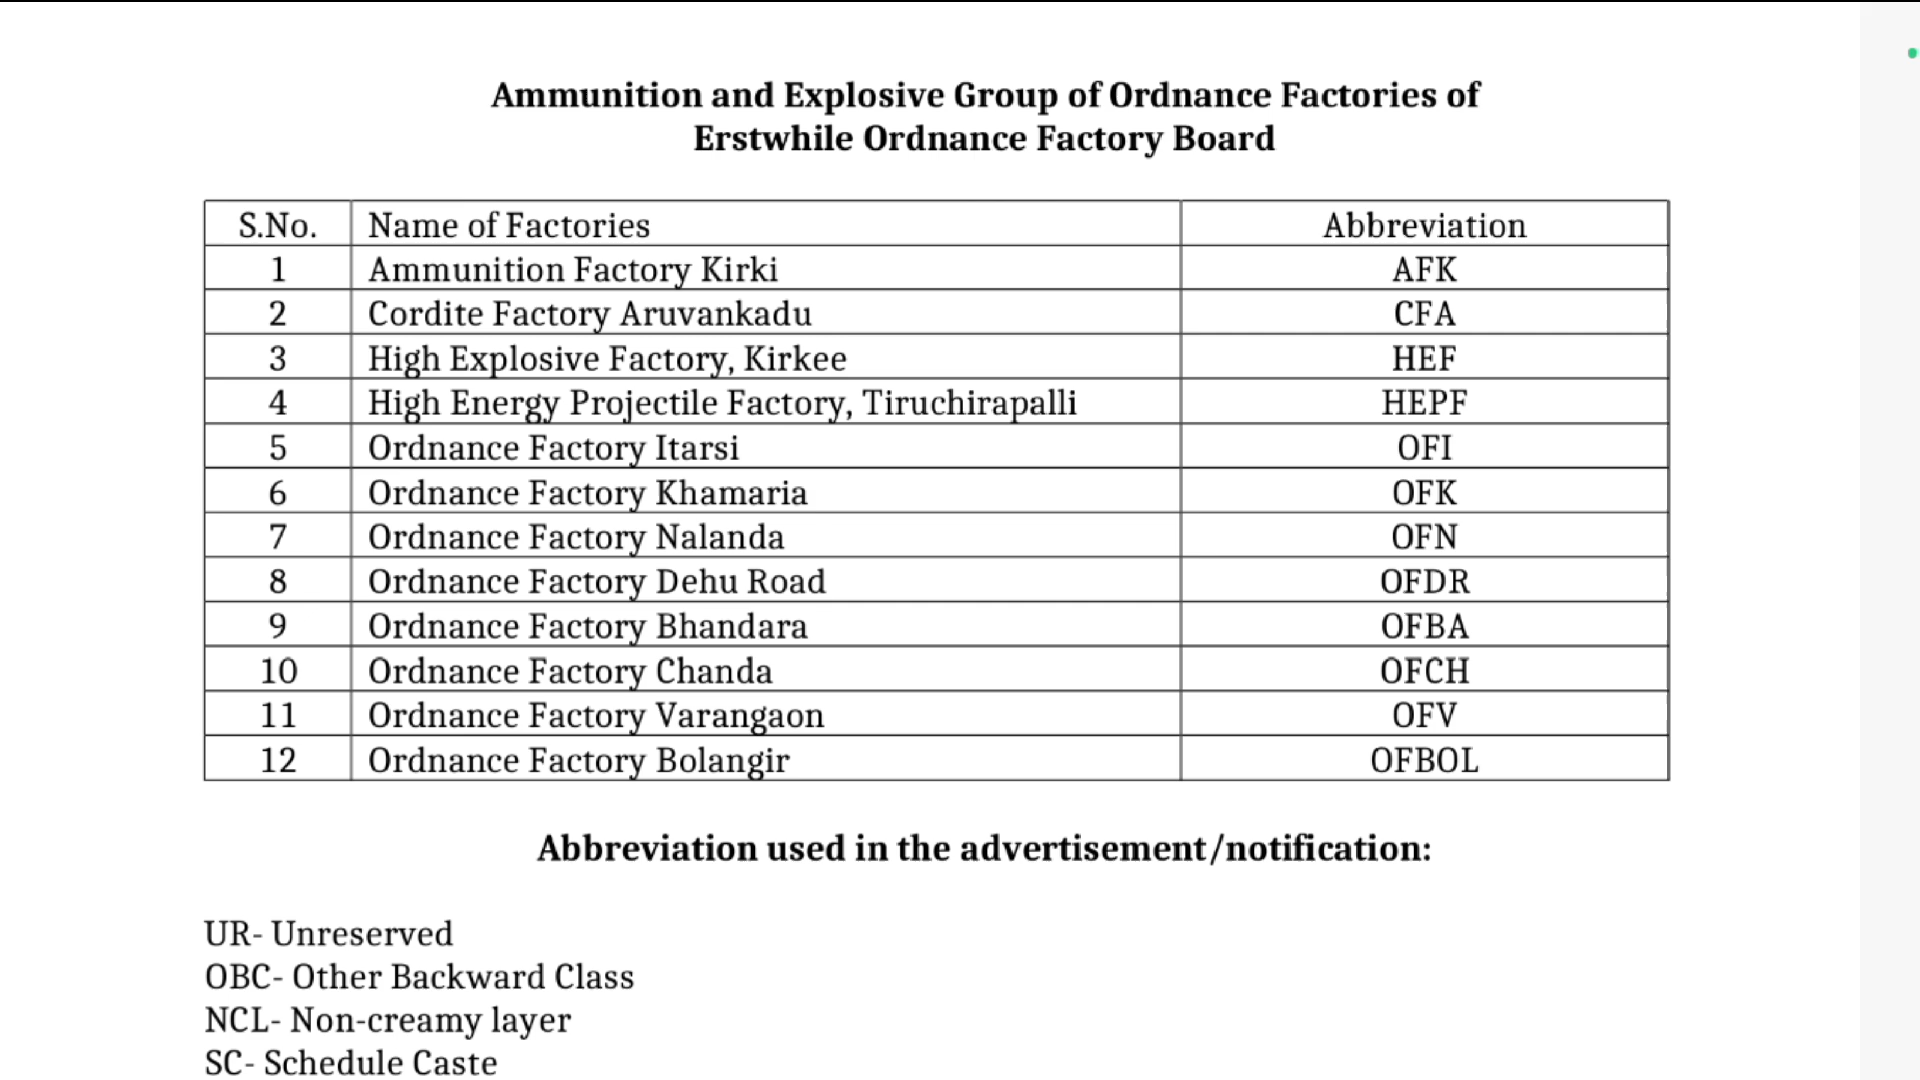 Ammunition and Explosive Group of Ordnance Factories of
Erstwhile Ordnance Factory Board
S.No. Name of Factories Abbreviation
1 Ammunition Factory Kirki AFK
2 Cordite Factory Aruvankadu CFA
3 High Explosive Factory, Kirkee HEF
4 High Energy Projectile Factory, Tiruchirapalli HEPF
5 Ordnance Factory Itarsi OFI
6 Ordnance Factory Khamaria OFK
7 Ordnance Factory Nalanda OFN
8 Ordnance Factory Dehu Road OFDR
9 Ordnance Factory Bhandara OFBA
10 Ordnance Factory Chanda OFCH
11 Ordnance Factory Varangaon OFV
12 Ordnance Factory Bolangir OFBOL
Abbreviation used in the advertisement/notification:
UR- Unreserved
OBC- Other Backward Class
NCL- Non-creamy layer
SC- Schedule Caste